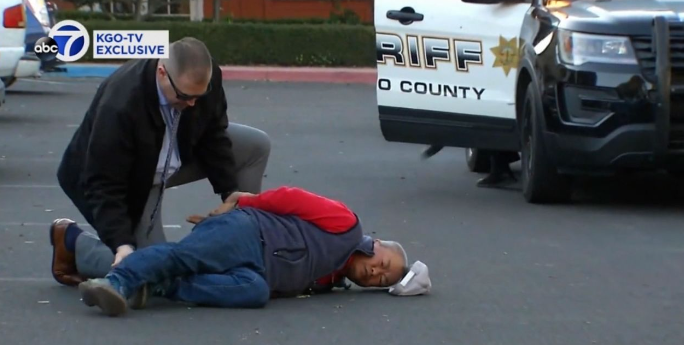 KGO-TV
abc 7 EXCLUSIVE
RIFF
O COUNTY